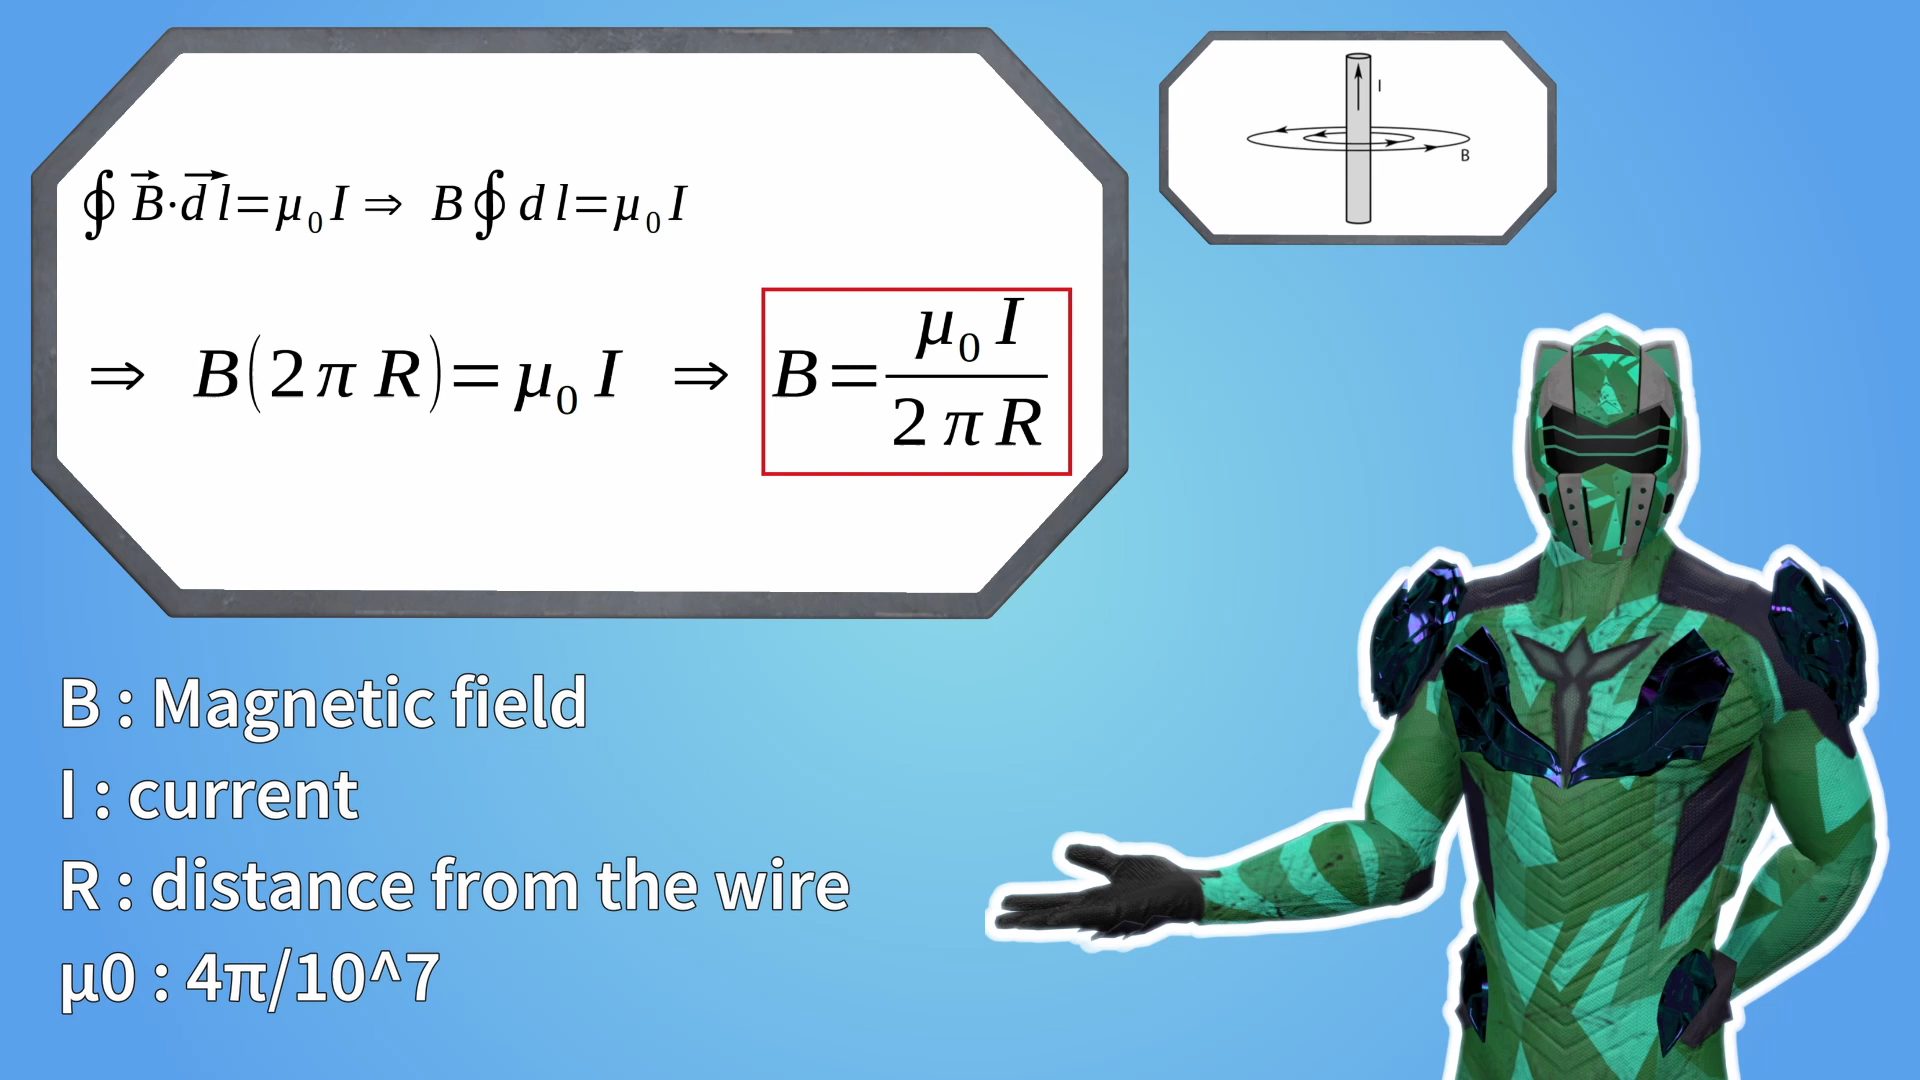 ∮ B⃗·d⃗l=μ₀I ⇒ B∮dl=μ₀I
⇒ B(2πR)=μ₀I ⇒ B=μ₀I/2πR
I
B
B : Magnetic field
I : current
R : distance from the wire
μ0 : 4π/10^7